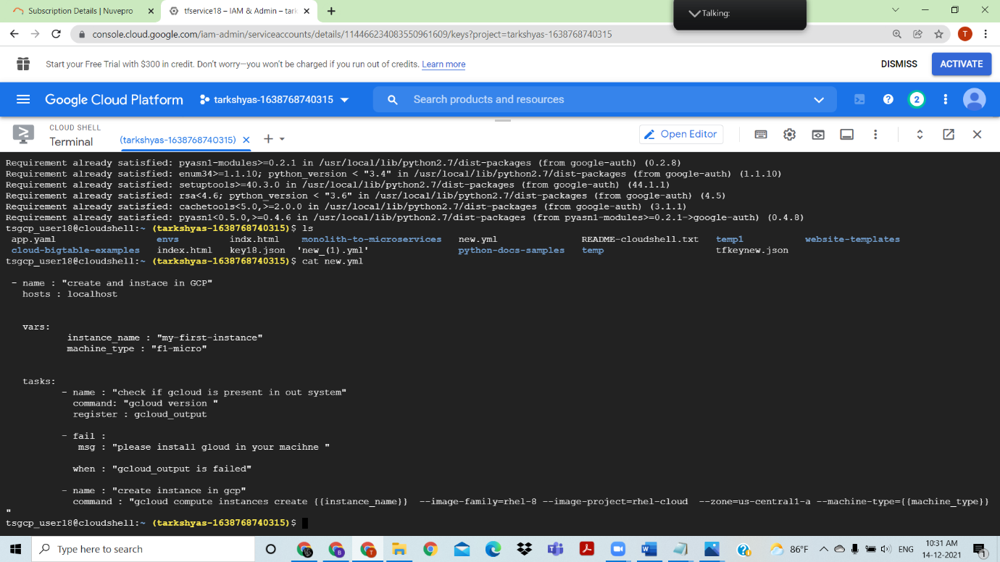 Subscription Details | Nuvepro
tfservice18 – IAM & Admin – tark
Talking:
console.cloud.google.com/iam-admin/serviceaccounts/details/114466234083550961609/keys?project=tarkshyas-1638768740315
T
Start your Free Trial with $300 in credit. Don't worry—you won't be charged if you run out of credits. Learn more
DISMISS
ACTIVATE
Google Cloud Platform
tarkshyas-1638768740315
Search products and resources
2
CLOUD SHELL
Terminal
(tarkshyas-1638768740315)
Open Editor
Requirement already satisfied: pyasn1-modules>=0.2.1 in /usr/local/lib/python2.7/dist-packages (from google-auth) (0.2.8)
Requirement already satisfied: enum34>=1.1.10; python_version < "3.4" in /usr/local/lib/python2.7/dist-packages (from google-auth) (1.1.10)
Requirement already satisfied: setuptools>=40.3.0 in /usr/local/lib/python2.7/dist-packages (from google-auth) (44.1.1)
Requirement already satisfied: rsa<4.6; python_version < "3.6" in /usr/local/lib/python2.7/dist-packages (from google-auth) (4.5)
Requirement already satisfied: cachetools<5.0,>=2.0.0 in /usr/local/lib/python2.7/dist-packages (from google-auth) (3.1.1)
Requirement already satisfied: pyasn1<0.5.0,>=0.4.6 in /usr/local/lib/python2.7/dist-packages (from pyasn1-modules>=0.2.1->google-auth) (0.4.8)
tsgcp_user18@cloudshell:~ (tarkshyas-1638768740315)$ ls
app.yaml envs indx.html monolith-to-microservices new.yml README-cloudshell.txt temp1 website-templates
cloud-bigtable-examples index.html key18.json 'new_(1).yml' python-docs-samples temp tfkeynew.json
tsgcp_user18@cloudshell:~ (tarkshyas-1638768740315)$ cat new.yml
- name : "create and instace in GCP"
hosts : localhost
vars:
instance_name : "my-first-instance"
machine_type : "f1-micro"
tasks:
- name : "check if gcloud is present in out system"
command: "gcloud version "
register : gcloud_output
- fail :
msg : "please install gloud in your macihne "
when : "gcloud_output is failed"
- name : "create instance in gcp"
command : "gcloud compute instances create {{instance_name}} --image-family=rhel-8 --image-project=rhel-cloud --zone=us-central1-a --machine-type={{machine_type}}
"
tsgcp_user18@cloudshell:~ (tarkshyas-1638768740315)$
Type here to search
86°F
ENG
10:31 AM
14-12-2021
1